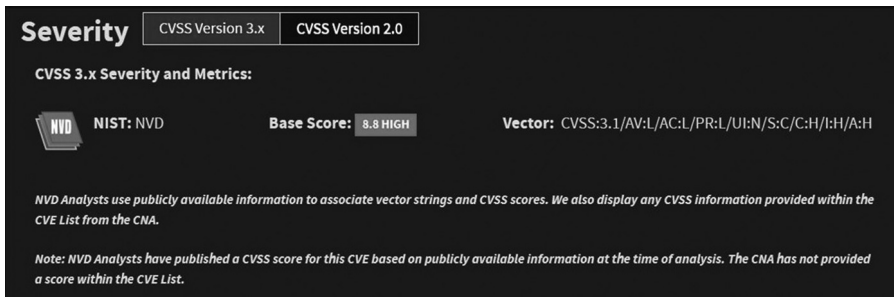 Severity CVSS Version 3.x CVSS Version 2.0
CVSS 3.x Severity and Metrics:
NVD NIST: NVD Base Score: 8.8 HIGH Vector: CVSS:3.1/AV:L/AC:L/PR:L/UI:N/S:C/C:H/I:H/A:H
NVD Analysts use publicly available information to associate vector strings and CVSS scores. We also display any CVSS information provided within the
CVE List from the CNA.
Note: NVD Analysts have published a CVSS score for this CVE based on publicly available information at the time of analysis. The CNA has not provided
a score within the CVE List.